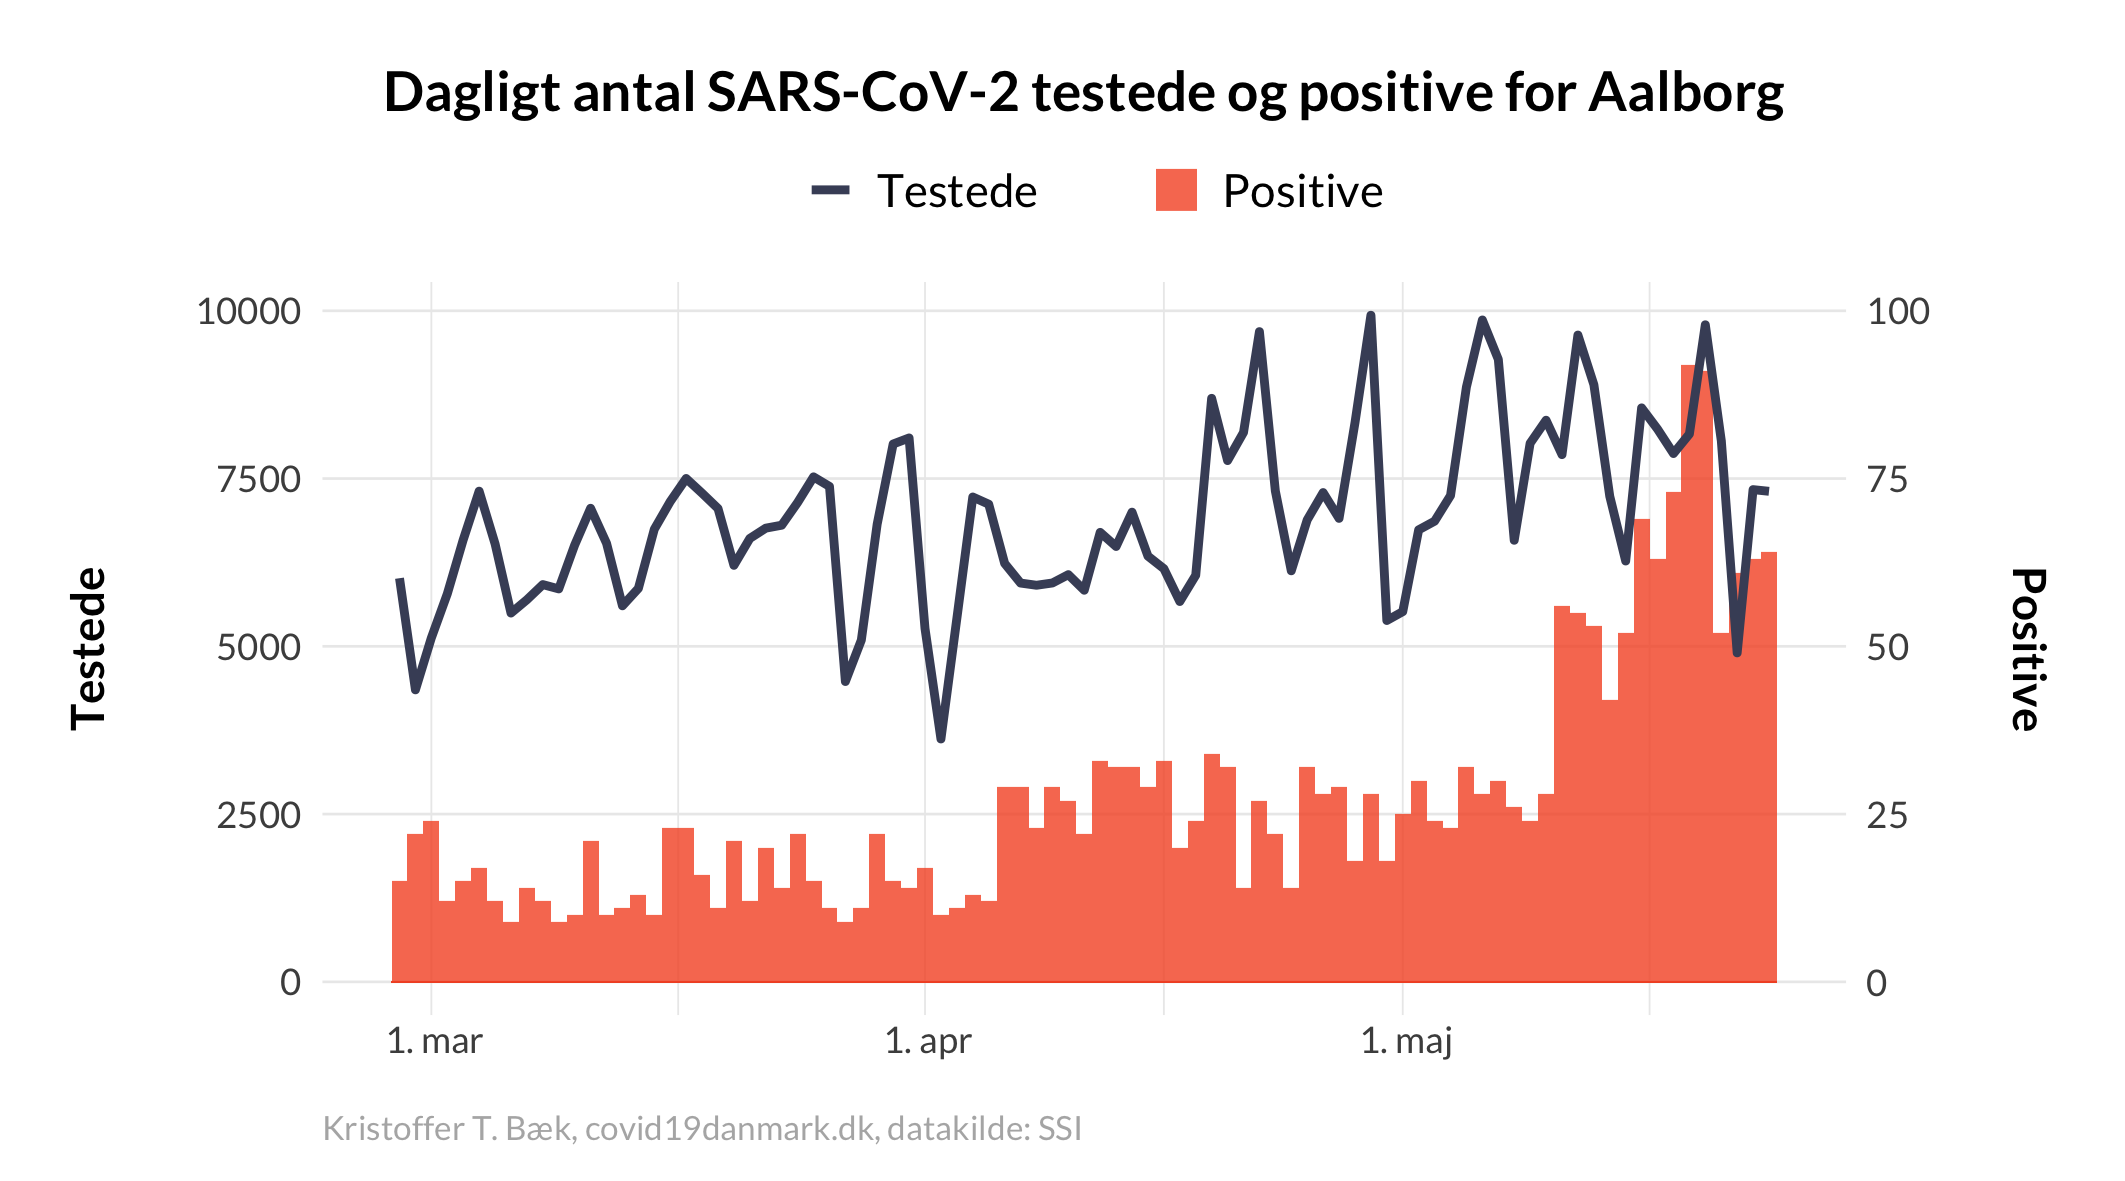 Dagligt antal SARS-CoV-2 testede og positive for Aalborg
Testede
Positive
10000
7500
5000
2500
0
Testede
100
75
50
25
0
Positive
1. mar
1. apr
1. maj
Kristoffer T. Bæk, covid19danmark.dk, datakilde: SSI